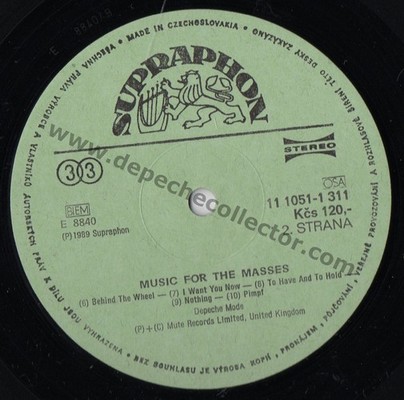 MADE IN CZECHOSLOVAKIA
VŠECHNA PRÁVA VÝROBCE A VLASTNÍKŮ AUTORSKÝCH PRÁV K DÍLU JSOU VYHRAZENA • BEZ SOUHLASU JE VÝROBA KOPIÍ, PRONÁJEM, PŮJČOVÁNÍ, VEŘEJNÉ PROVOZOVÁNÍ A ROZHLASOVÉ ŠÍŘENÍ TÉTO DESKY ZAKÁZÁNO
SUPRAPHON
STEREO
33
BIEM
E 8840
(P) 1989 Supraphon
OSA
11 1051-1 311
Kčs 120,-
2. STRANA
www.depechecollector.com
MUSIC FOR THE MASSES
(6) Behind The Wheel — (7) I Want You Now — (8) To Have And To Hold —
(9) Nothing — (10) Pimpf
Depeche Mode
(P) + (C) Mute Records Limited, United Kingdom